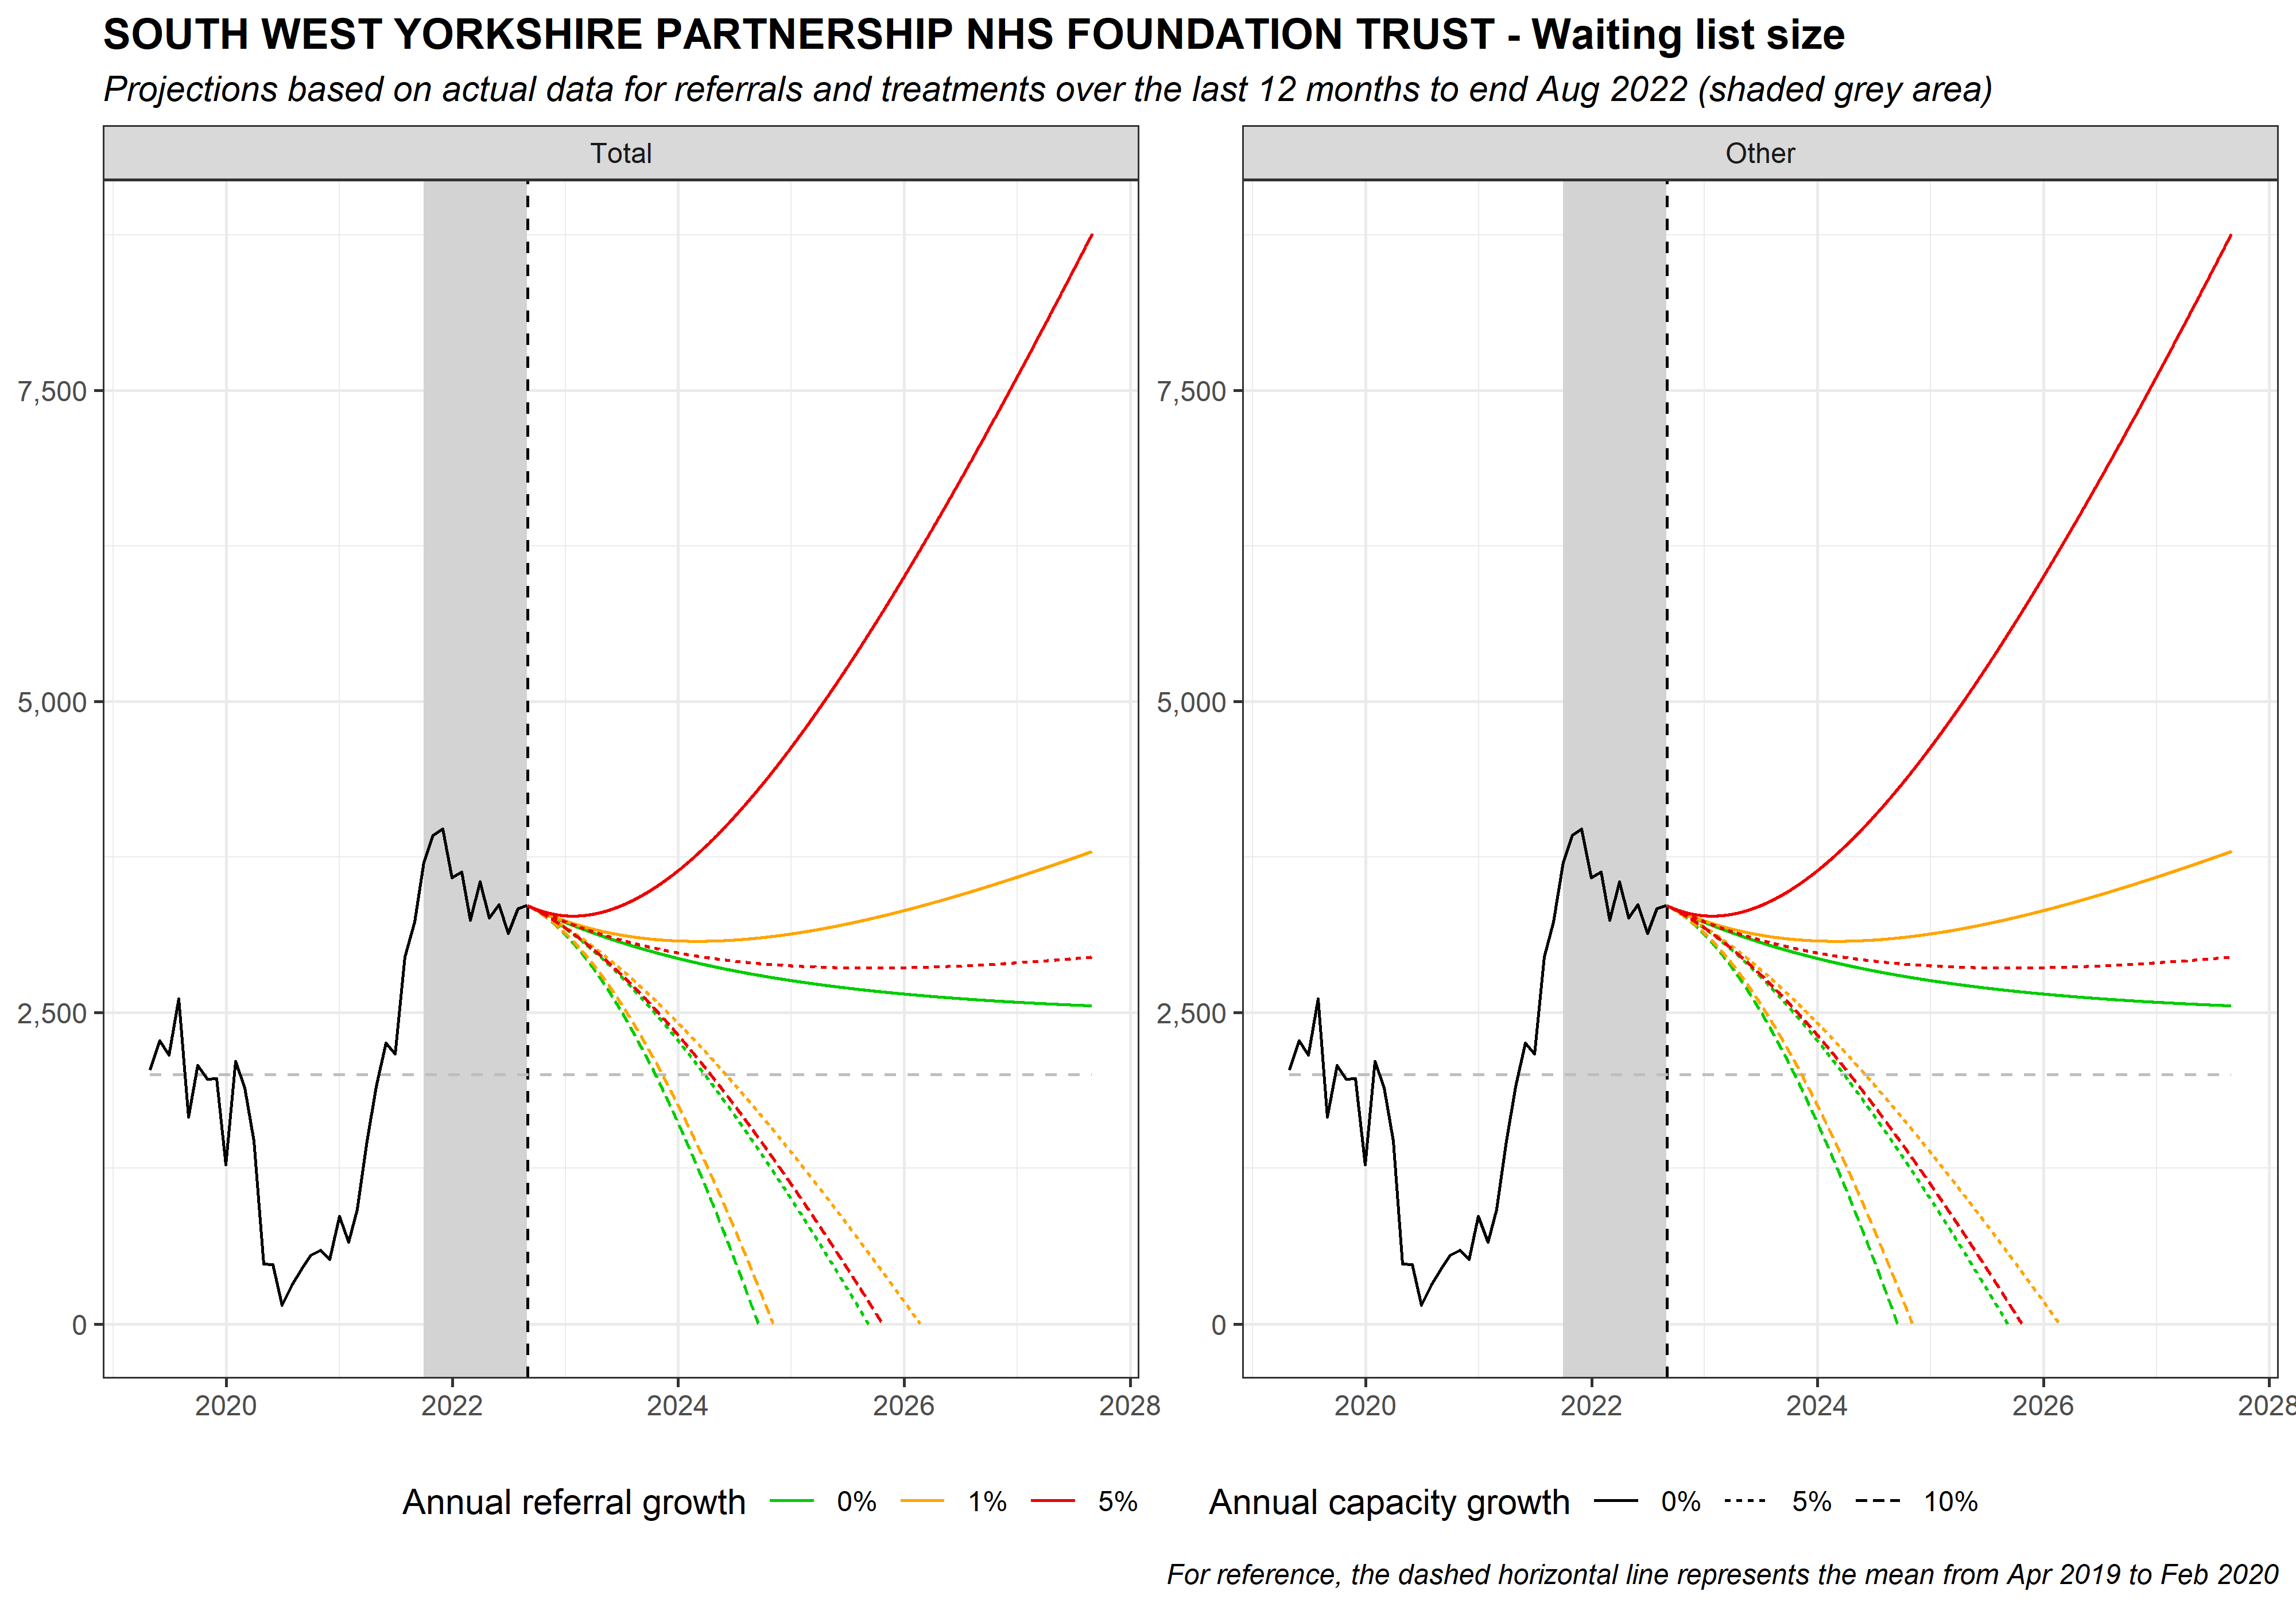 SOUTH WEST YORKSHIRE PARTNERSHIP NHS FOUNDATION TRUST - Waiting list size
Projections based on actual data for referrals and treatments over the last 12 months to end Aug 2022 (shaded grey area)
Total
Other
7,500
5,000
2,500
0
7,500
5,000
2,500
0
2020 2022 2024 2026 2028
2020 2022 2024 2026 2028
Annual referral growth 0% 1% 5%
Annual capacity growth 0% 5% 10%
For reference, the dashed horizontal line represents the mean from Apr 2019 to Feb 2020